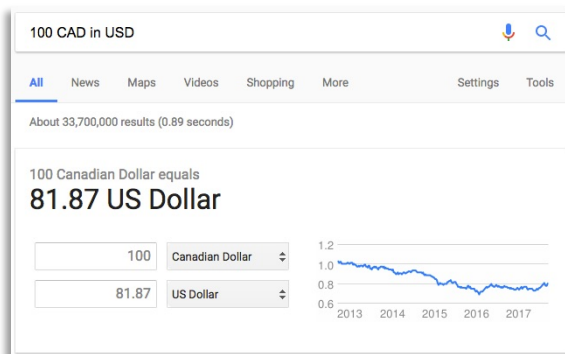 100 CAD in USD
All News Maps Videos Shopping More Settings Tools
About 33,700,000 results (0.89 seconds)
100 Canadian Dollar equals
81.87 US Dollar
100 Canadian Dollar
81.87 US Dollar
1.2
1.0
0.8
0.6
2013 2014 2015 2016 2017